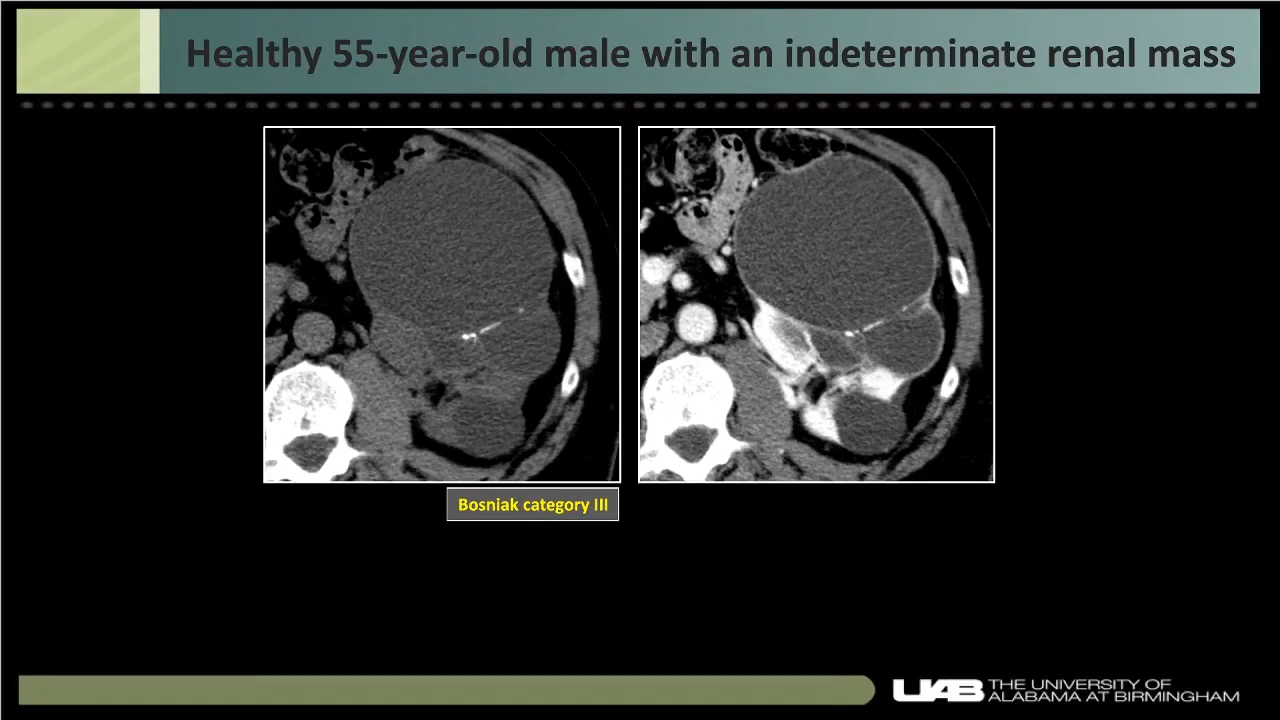 Healthy 55-year-old male with an indeterminate renal mass
Bosniak category III
UAB THE UNIVERSITY OF
ALABAMA AT BIRMINGHAM